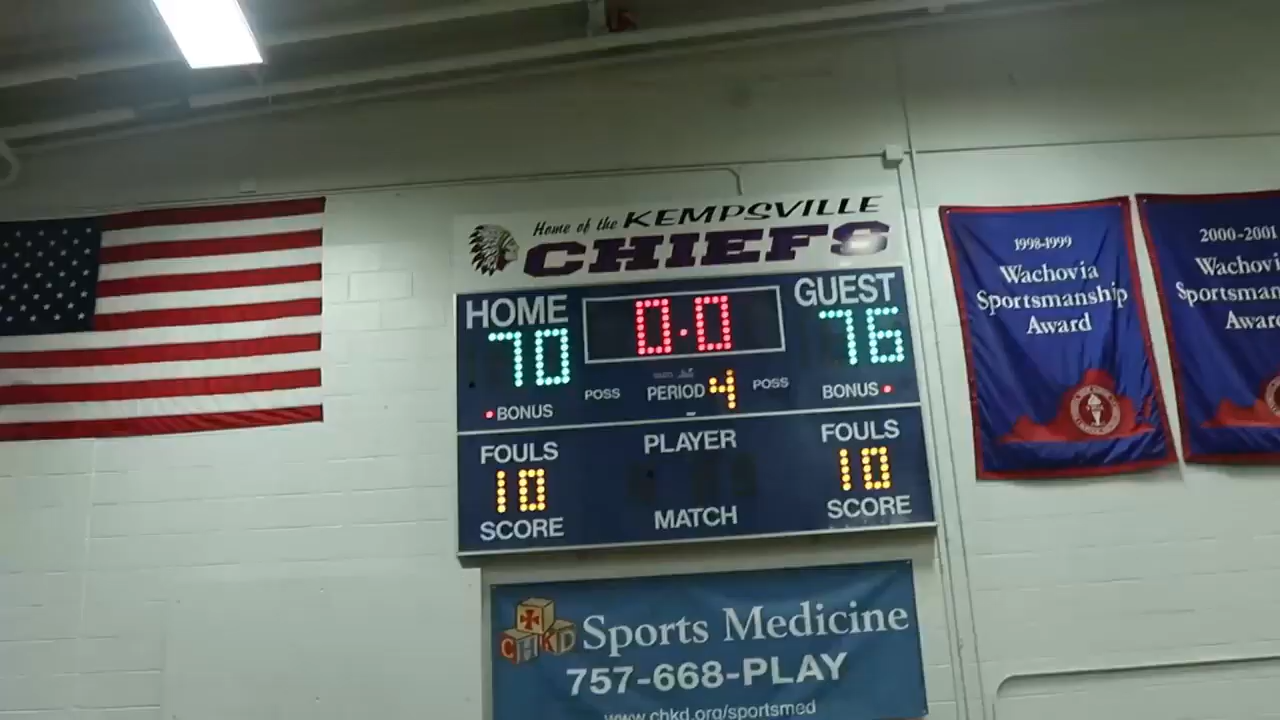 Home of the KEMPSVILLE
CHIEFS
HOME
70
0.0
GUEST
76
POSS
PERIOD 4
POSS
BONUS
BONUS
FOULS
10
SCORE
PLAYER
MATCH
FOULS
10
SCORE
1998-1999
Wachovia
Sportsmanship
Award
2000-2001
Wachovi
Sportsman
Awar
CHKD
Sports Medicine
757-668-PLAY
www.chkd.org/sportsmed